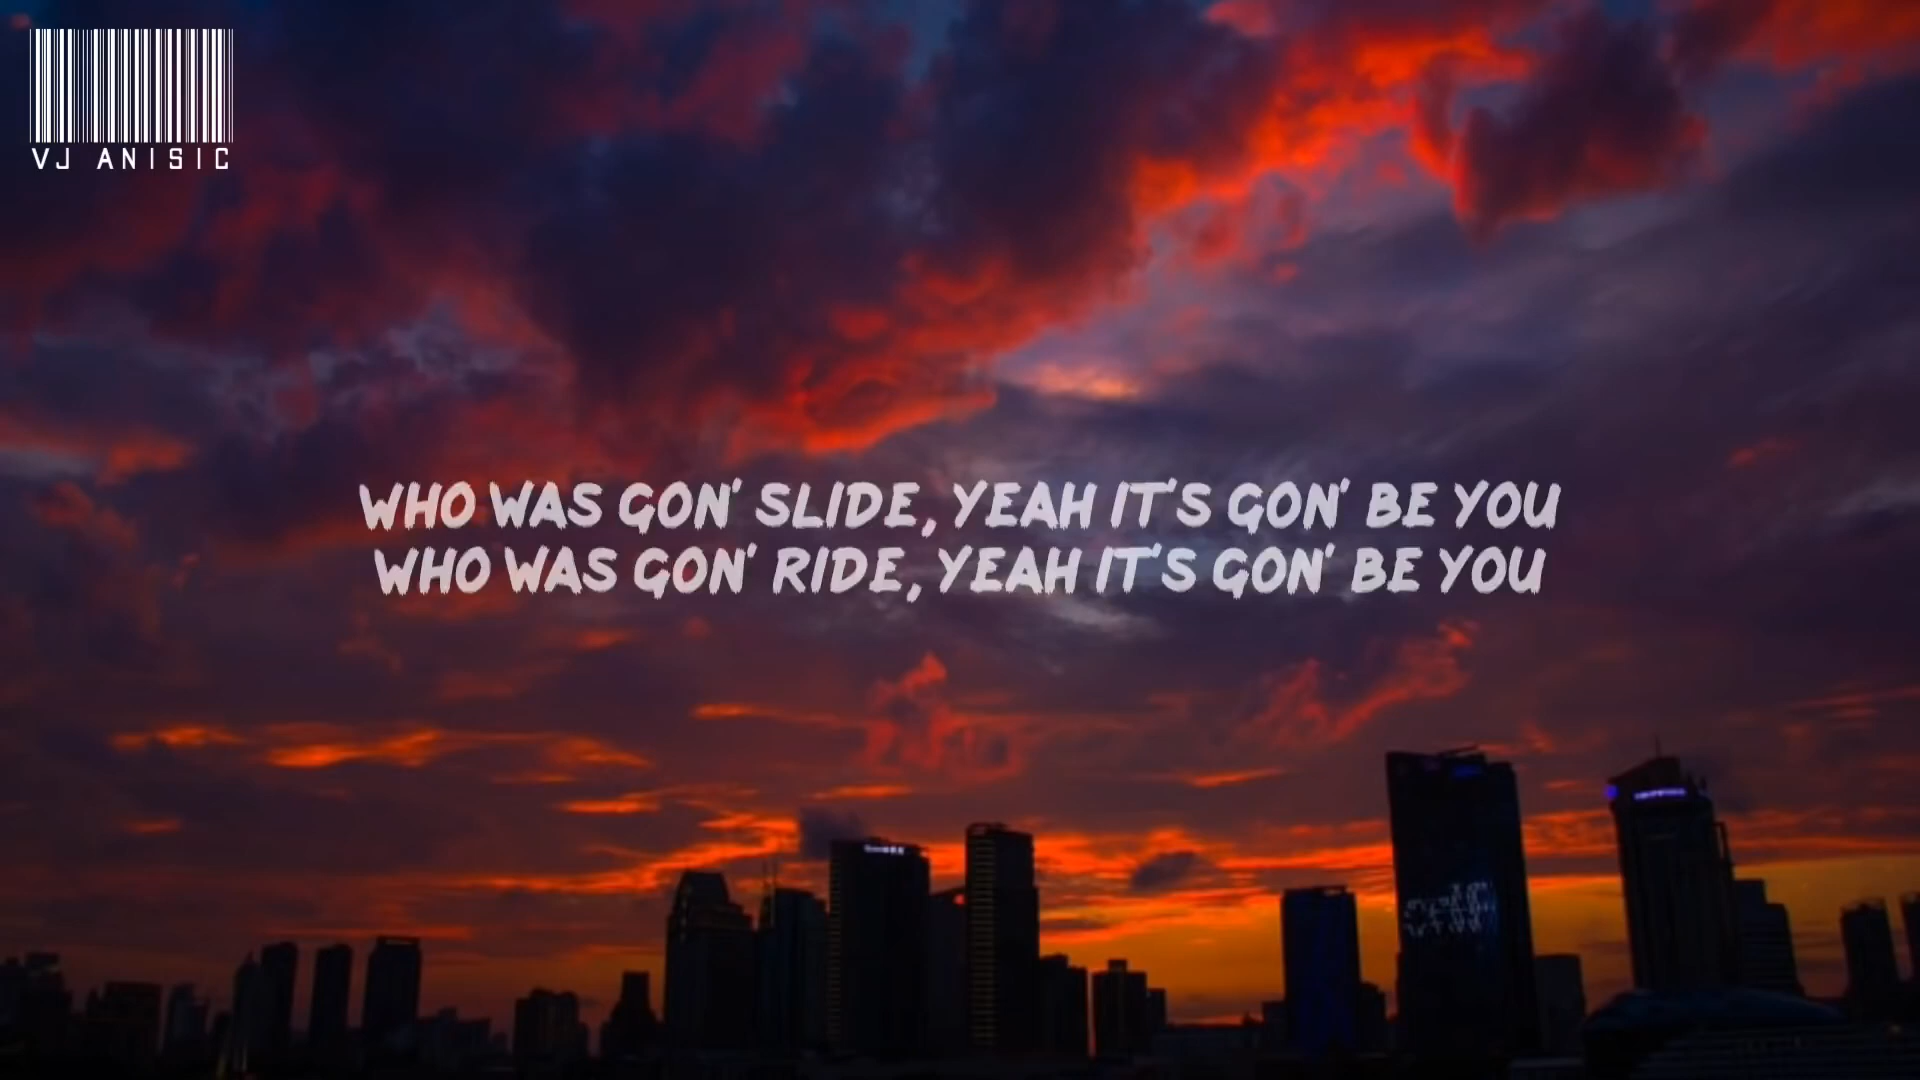 VJ ANISIC
WHO WAS GON' SLIDE, YEAH IT'S GON' BE YOU
WHO WAS GON' RIDE, YEAH IT'S GON' BE YOU